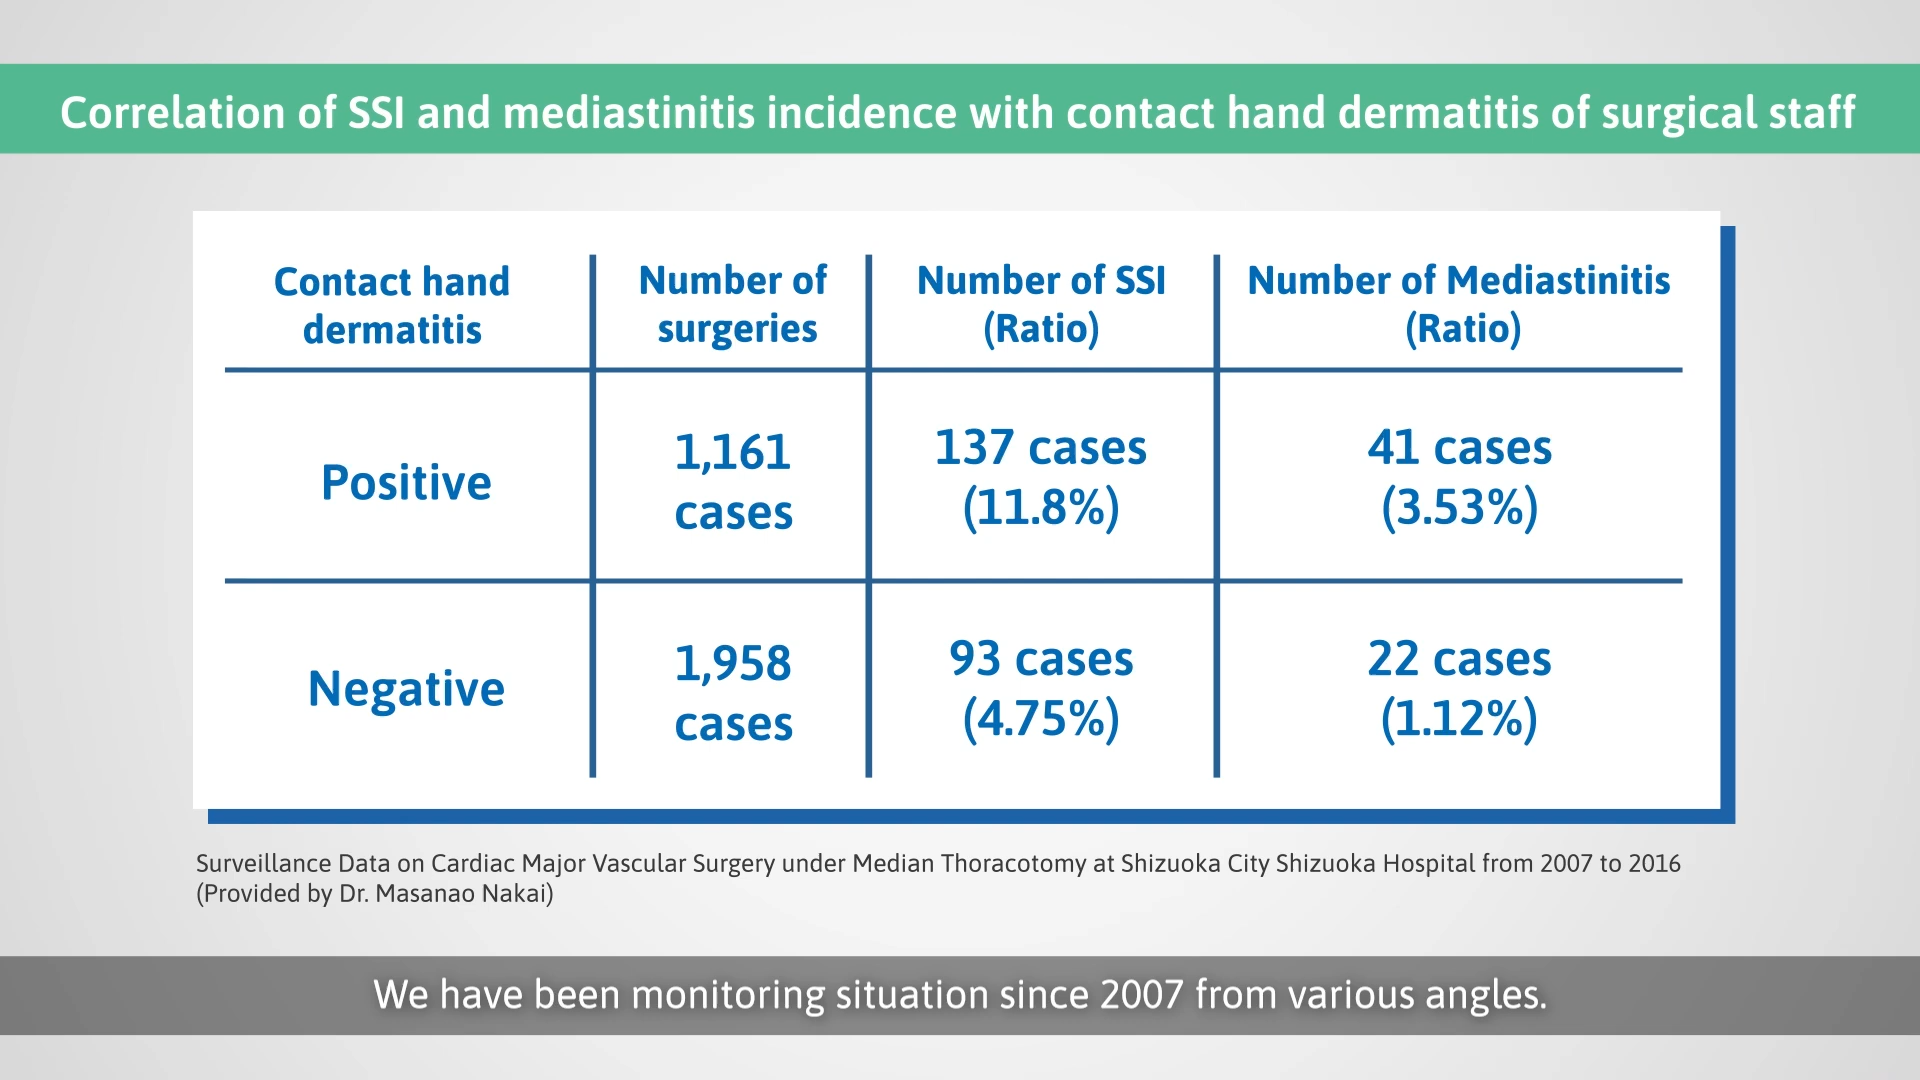 Correlation of SSI and mediastinitis incidence with contact hand dermatitis of surgical staff
Contact hand
dermatitis
Number of
surgeries
Number of SSI
(Ratio)
Number of Mediastinitis
(Ratio)
Positive
1,161
cases
137 cases
(11.8%)
41 cases
(3.53%)
Negative
1,958
cases
93 cases
(4.75%)
22 cases
(1.12%)
Surveillance Data on Cardiac Major Vascular Surgery under Median Thoracotomy at Shizuoka City Shizuoka Hospital from 2007 to 2016
(Provided by Dr. Masanao Nakai)
We have been monitoring situation since 2007 from various angles.